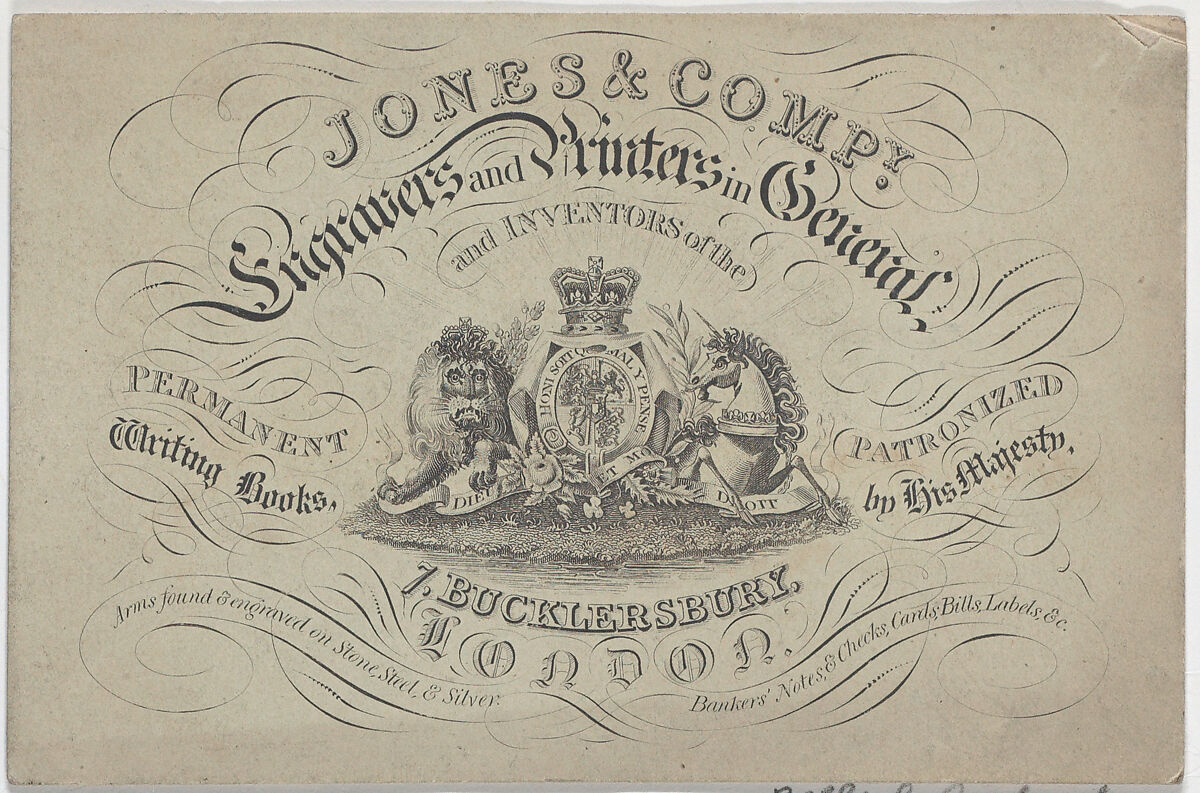 JONES & COMPY.
Engravers and Printers in General,
and INVENTORS of the
PERMANENT
Writing Books,
PATRONIZED
by His Majesty,
HONI SOIT QUI MAL Y PENSE
DIEU ET MO DROIT
7, BUCKLERSBURY,
LONDON.
Arms found & engraved on Stone, Steel, & Silver.
Bankers' Notes, & Checks, Cards, Bills, Labels, &c.